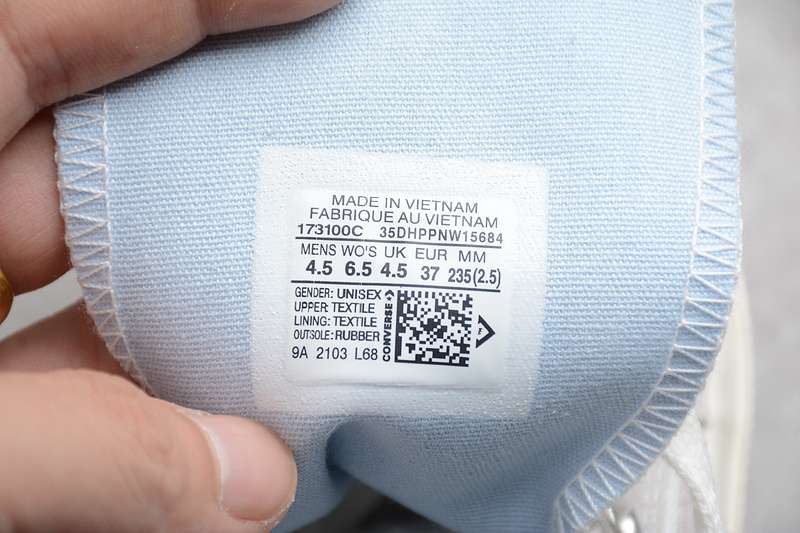 MADE IN VIETNAM
FABRIQUE AU VIETNAM
173100C 35DHPPNW15684
MENS WO'S UK EUR MM
4.5 6.5 4.5 37 235(2.5)
GENDER: UNISEX
UPPER: TEXTILE
LINING: TEXTILE
OUTSOLE: RUBBER
9A 2103 L68
CONVERSE